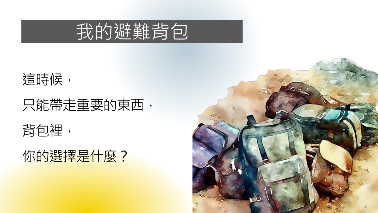 我的避難背包
這時候，
只能帶走重要的東西，
背包裡，
你的選擇是什麼？